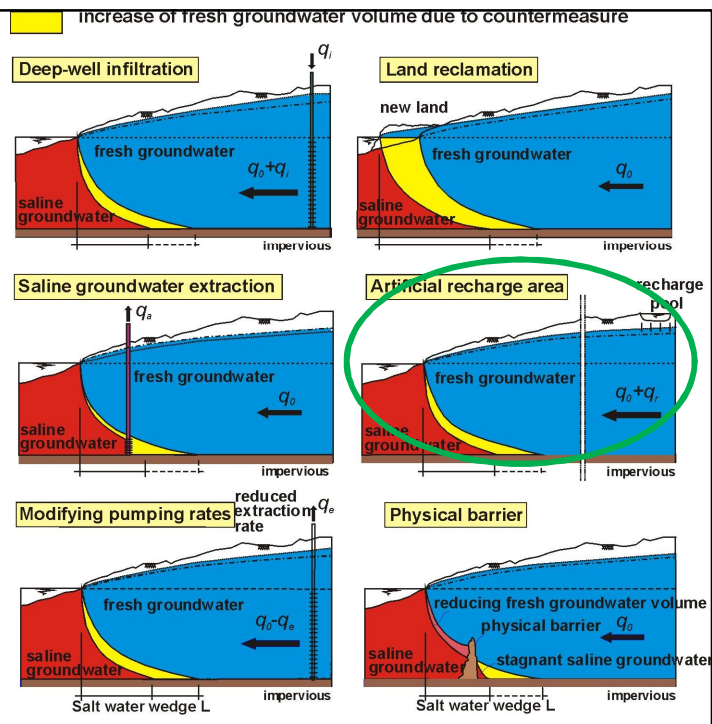 Increase of fresh groundwater volume due to countermeasure
Deep-well infiltration
qi
fresh groundwater
q0+qi
saline
groundwater
impervious
Land reclamation
new land
fresh groundwater
q0
saline
groundwater
impervious
Saline groundwater extraction
qa
fresh groundwater
q0
saline
groundwater
impervious
Artificial recharge area
recharge
pool
fresh groundwater
q0+qr
saline
groundwater
impervious
Modifying pumping rates
reduced
extraction
rate
qe
fresh groundwater
q0-qe
saline
groundwater
impervious
Salt water wedge L
Physical barrier
reducing fresh groundwater volume
physical barrier
q0
saline
groundwater
stagnant saline groundwater
impervious
Salt water wedge L